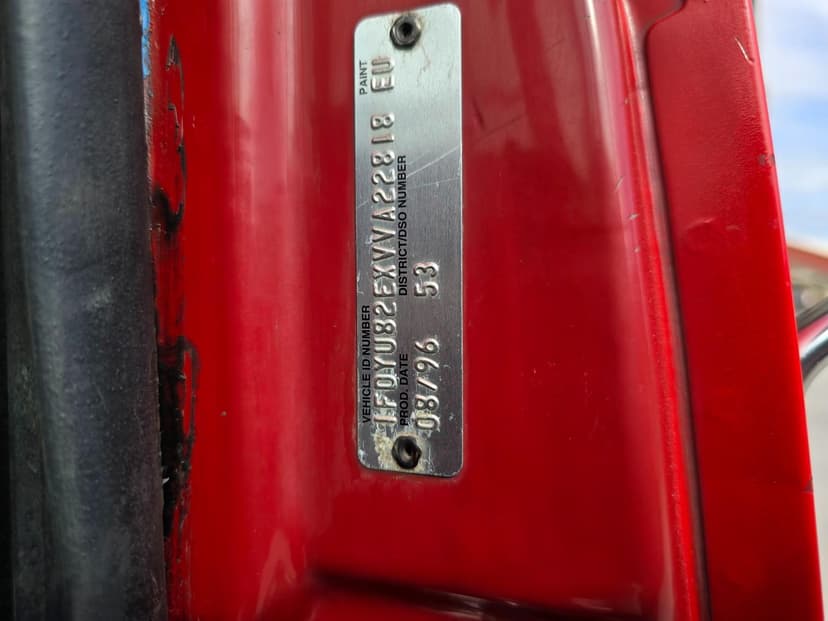 VEHICLE ID NUMBER PAINT
1FDYU82EXVVA22818 EU
PROD. DATE DISTRICT/DSO NUMBER
08/96 53